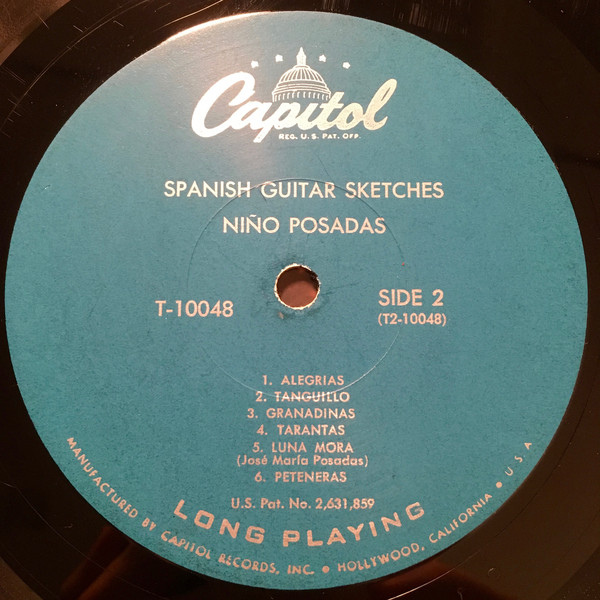 Capitol
REG. U.S. PAT. OFF.
SPANISH GUITAR SKETCHES
NIÑO POSADAS
T-10048
SIDE 2
(T2-10048)
1. ALEGRIAS
2. TANGUILLO
3. GRANADINAS
4. TARANTAS
5. LUNA MORA
(José María Posadas)
6. PETENERAS
U.S. Pat. No. 2,631,859
LONG PLAYING
MANUFACTURED BY CAPITOL RECORDS, INC. • HOLLYWOOD, CALIFORNIA • U S A